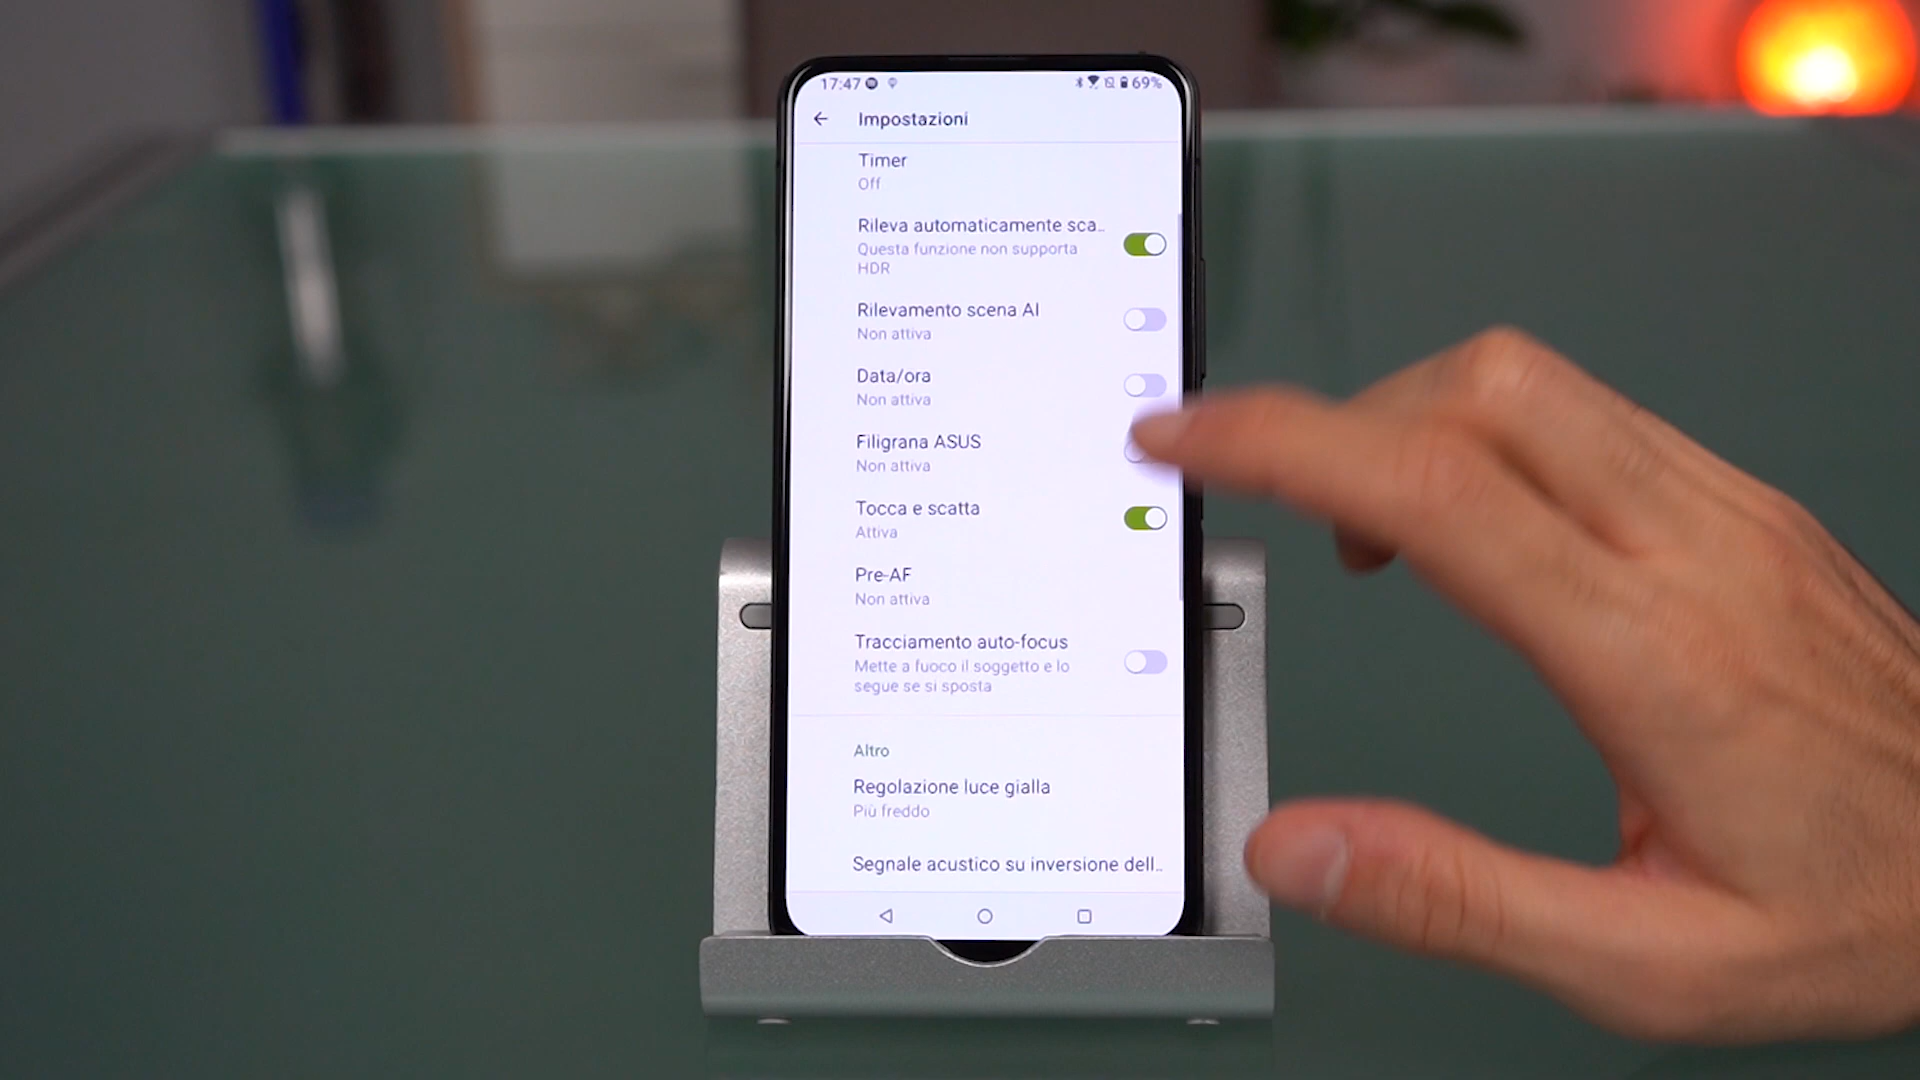 17:47 69%
Impostazioni
Timer
Off
Rileva automaticamente sca..
Questa funzione non supporta
HDR
Rilevamento scena AI
Non attiva
Data/ora
Non attiva
Filigrana ASUS
Non attiva
Tocca e scatta
Attiva
Pre-AF
Non attiva
Tracciamento auto-focus
Mette a fuoco il soggetto e lo
segue se si sposta
Altro
Regolazione luce gialla
Più freddo
Segnale acustico su inversione dell..